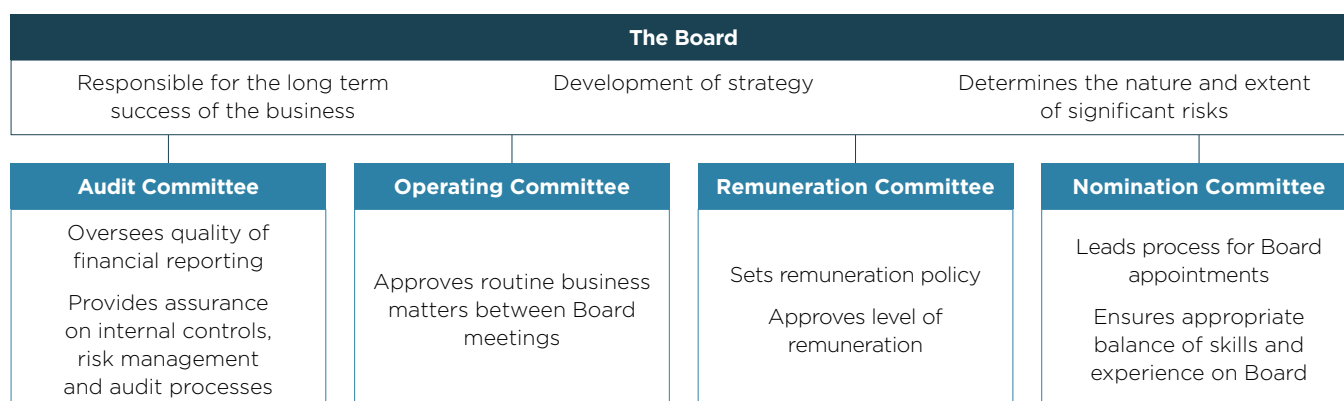 The Board
Responsible for the long term
success of the business
Development of strategy
Determines the nature and extent
of significant risks
Audit Committee
Oversees quality of
financial reporting
Provides assurance
on internal controls,
risk management
and audit processes
Operating Committee
Approves routine business
matters between Board
meetings
Remuneration Committee
Sets remuneration policy
Approves level of
remuneration
Nomination Committee
Leads process for Board
appointments
Ensures appropriate
balance of skills and
experience on Board